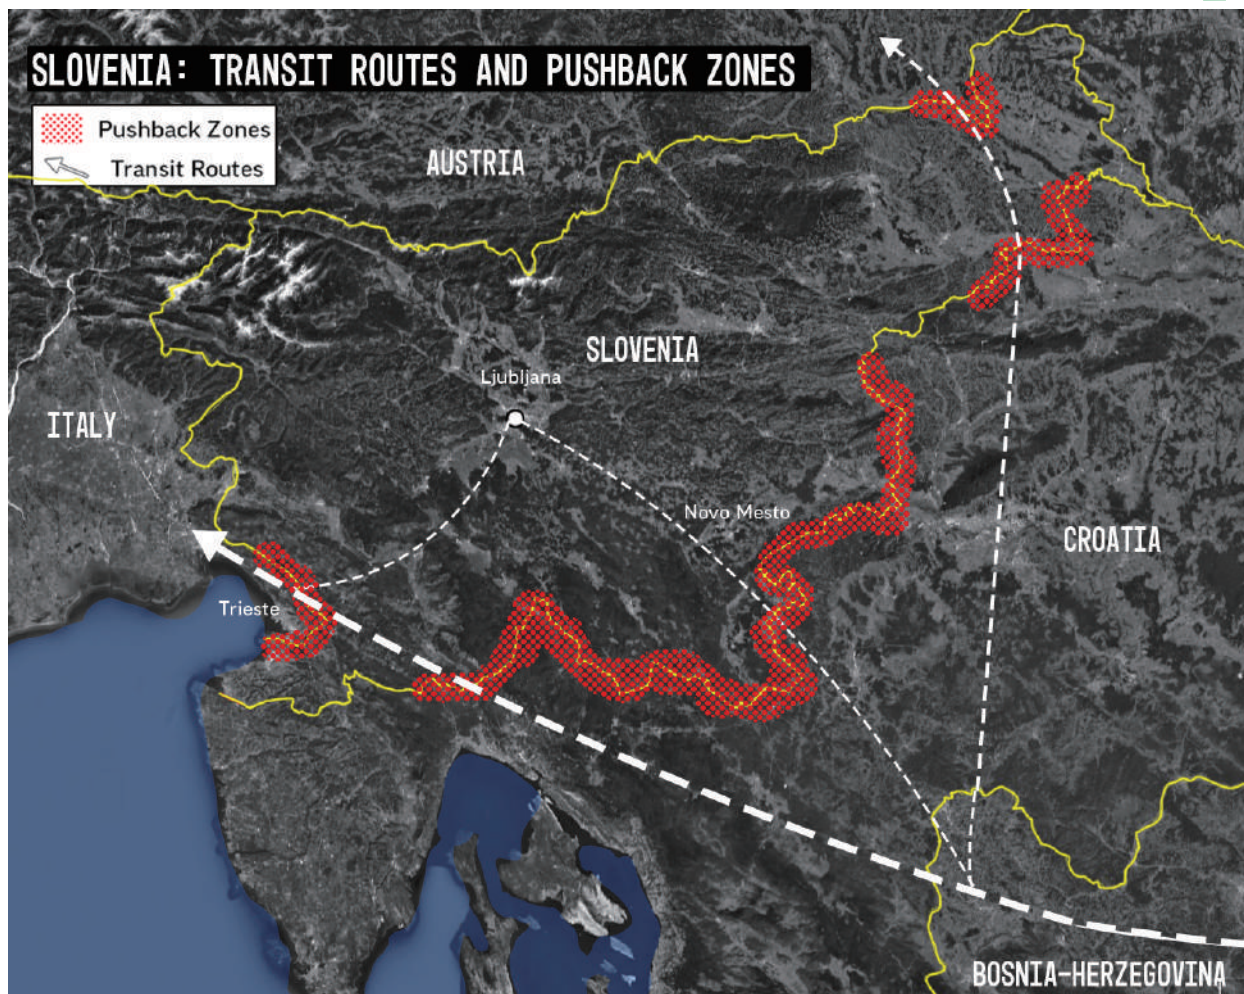 SLOVENIA: TRANSIT ROUTES AND PUSHBACK ZONES
Pushback Zones
Transit Routes
AUSTRIA
SLOVENIA
Ljubljana
ITALY
Novo Mesto
CROATIA
Trieste
BOSNIA-HERZEGOVINA